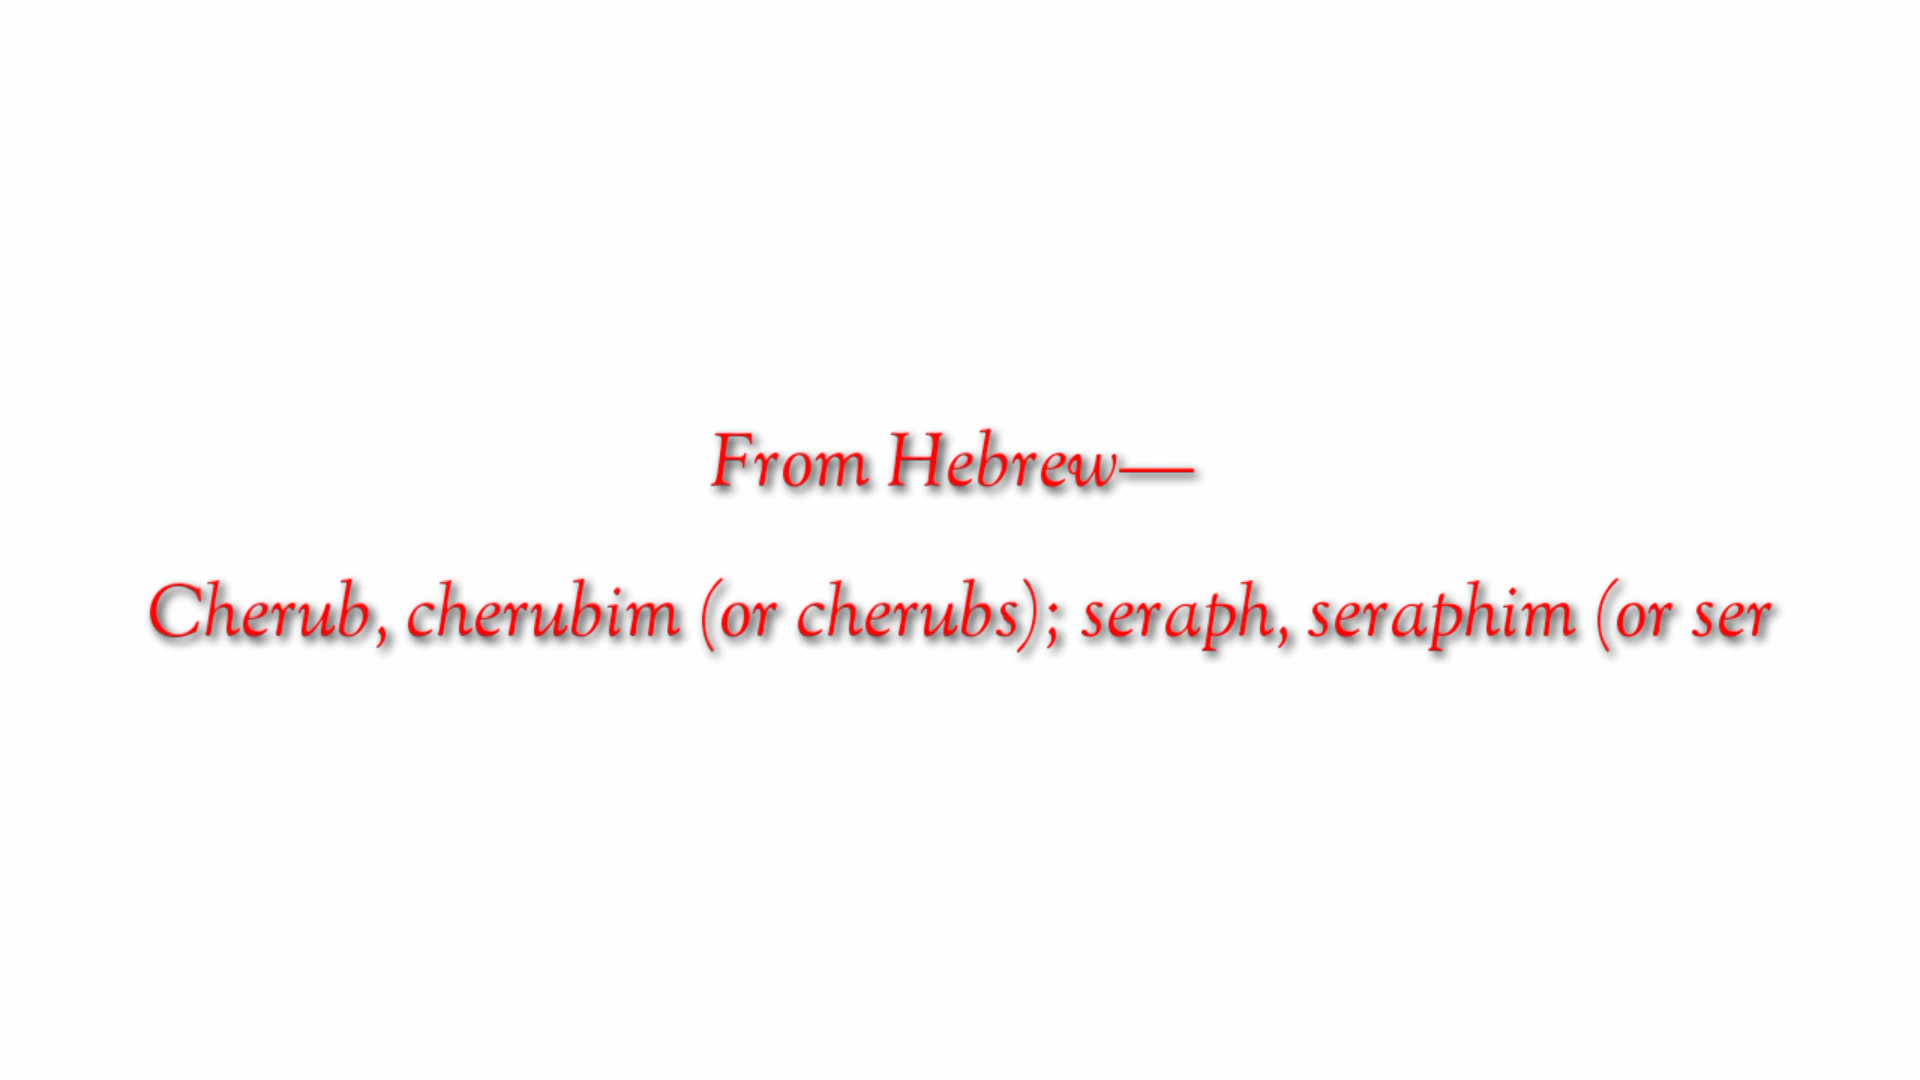 From Hebrew—
Cherub, cherubim (or cherubs); seraph, seraphim (or ser